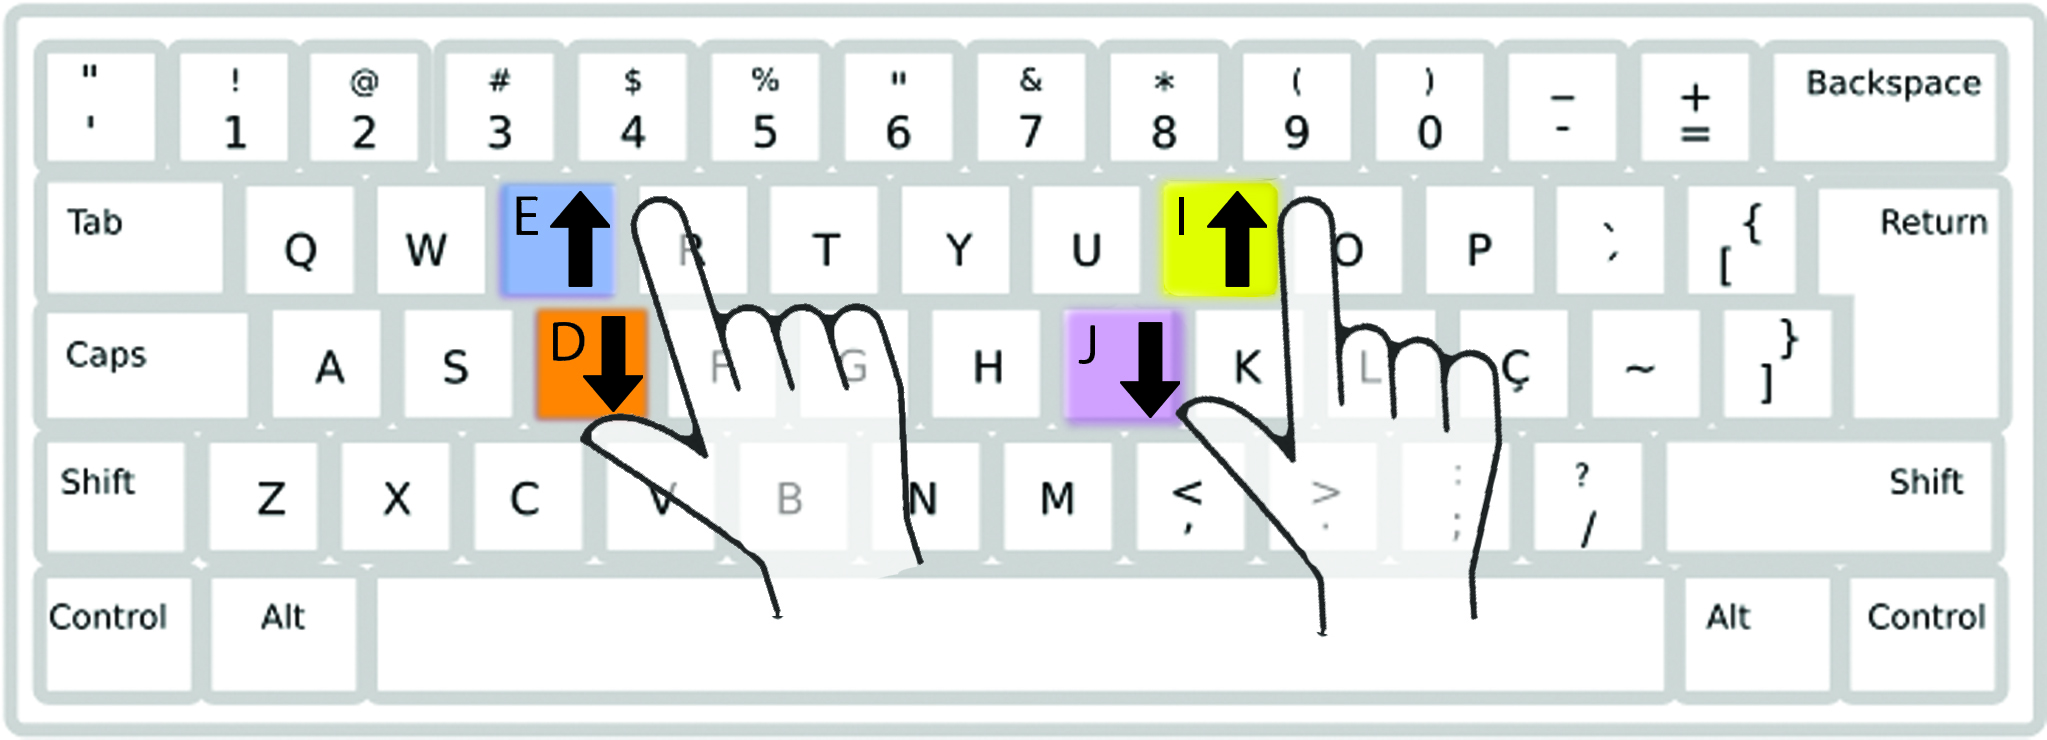 " ! @ # $ % " & * ( ) _ +
' 1 2 3 4 5 6 7 8 9 0 - = Backspace
Tab Q W E R T Y U I O P ` ´ { [ Return
Caps A S D F G H J K L Ç ~ } ]
Shift Z X C V B N M < , > . : ; ? / Shift
Control Alt Alt Control